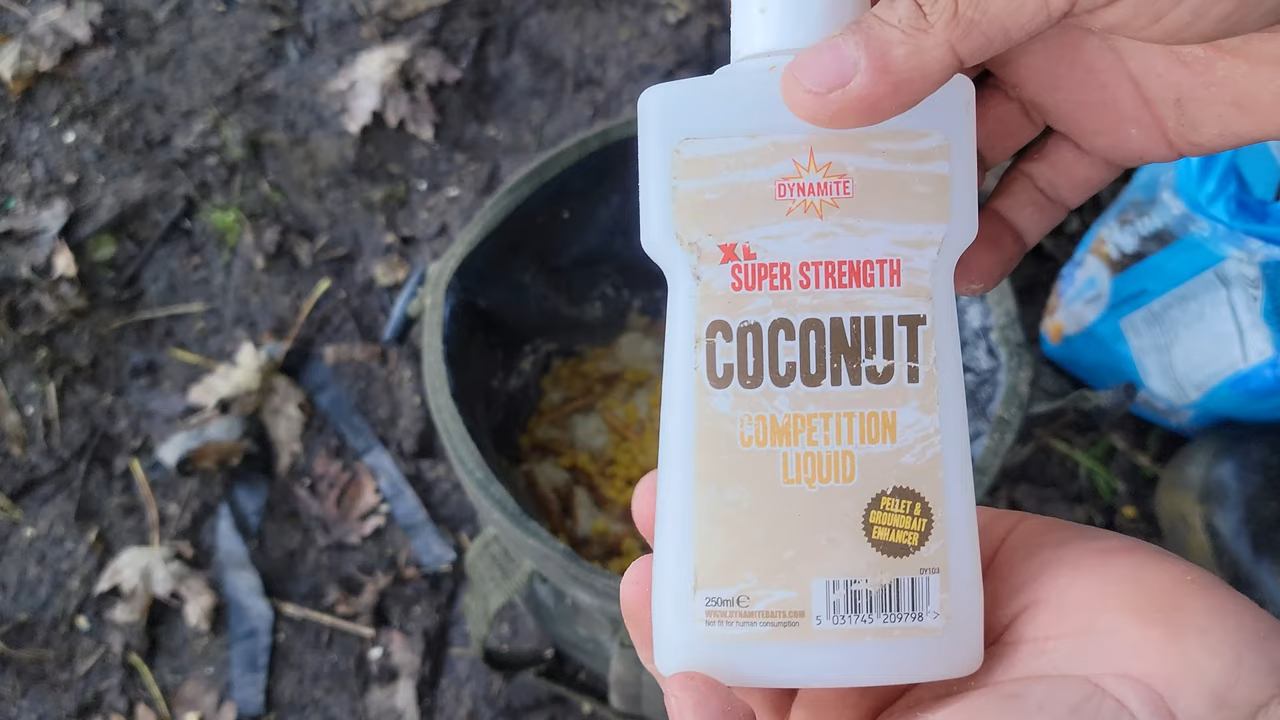 DYNAMiTE
XL
SUPER STRENGTH
COCONUT
COMPETITION
LIQUID
PELLET &
GROUNDBAIT
ENHANCER
DY103
250ml e
WWW.DYNAMITEBAITS.COM
Not fit for human consumption
5 031745 209798 >